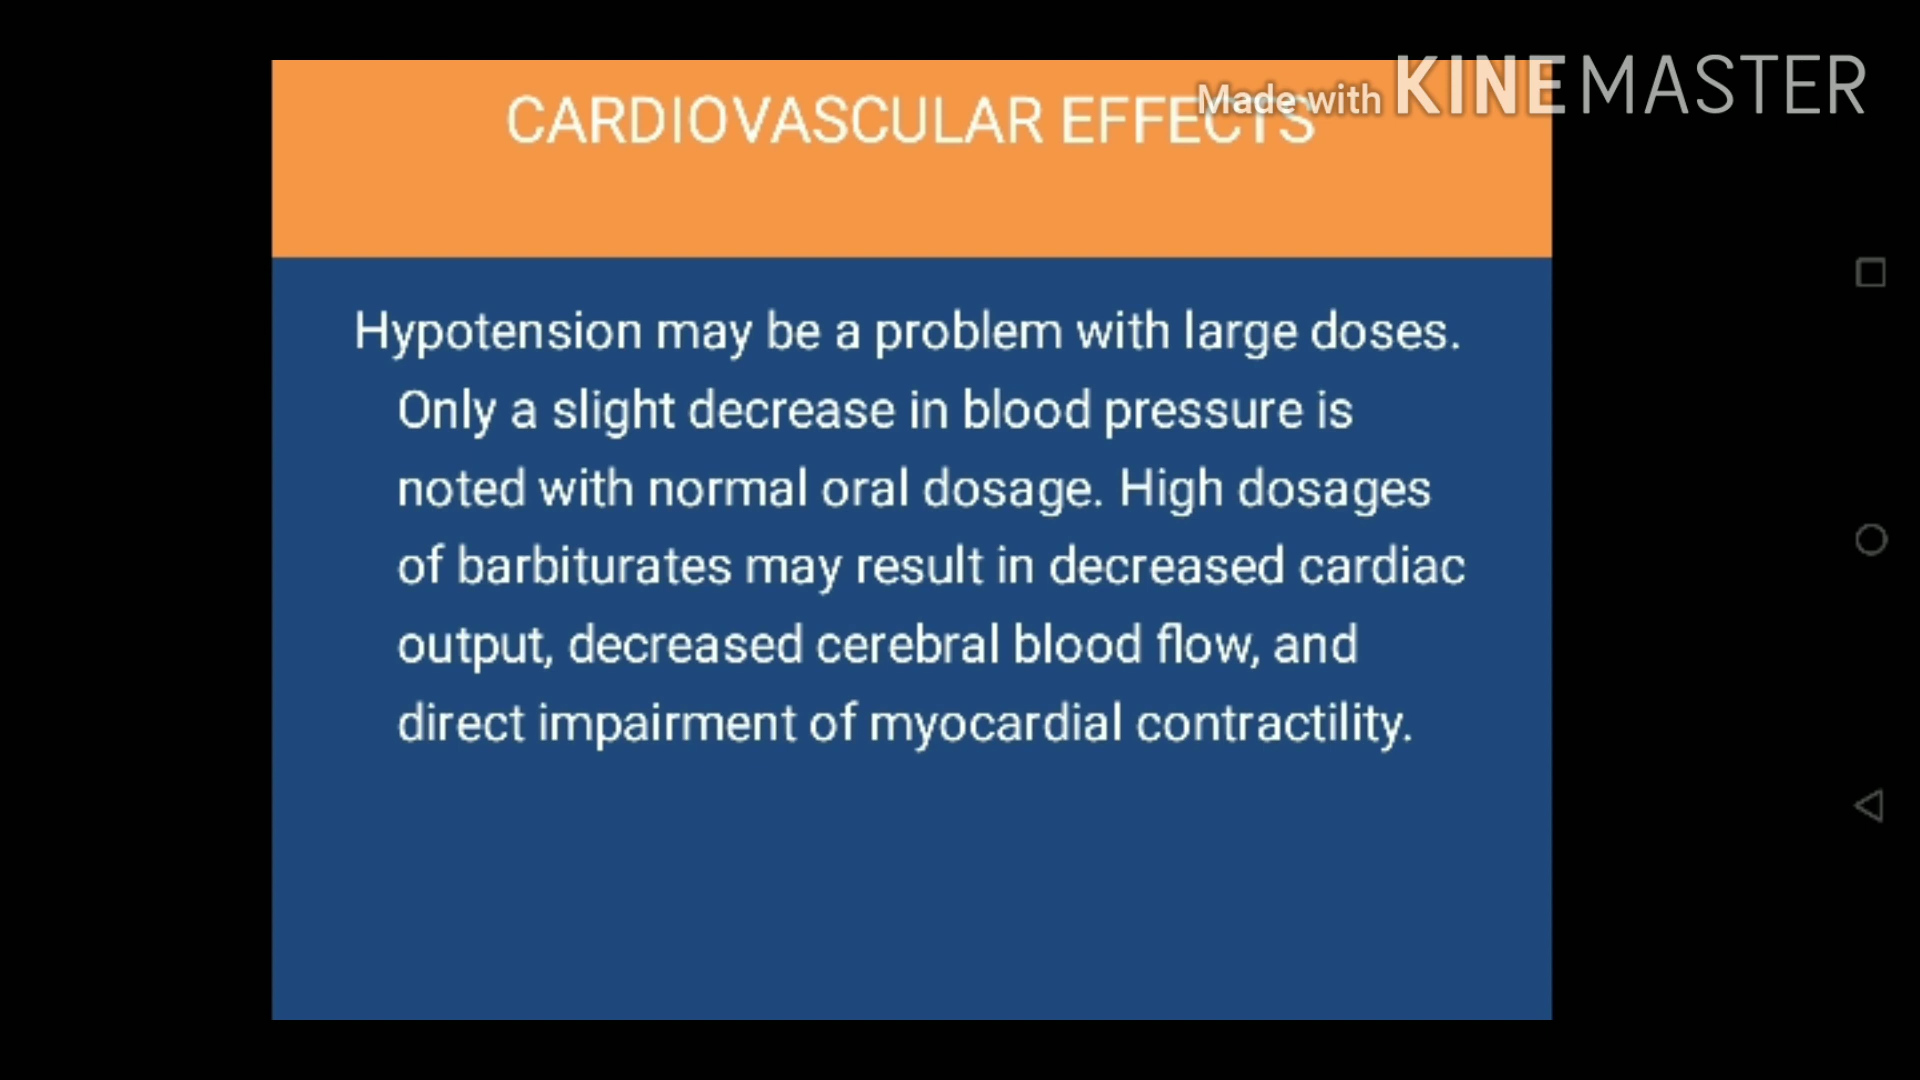 Made with KINEMASTER
CARDIOVASCULAR EFFECTS
Hypotension may be a problem with large doses.
Only a slight decrease in blood pressure is
noted with normal oral dosage. High dosages
of barbiturates may result in decreased cardiac
output, decreased cerebral blood flow, and
direct impairment of myocardial contractility.